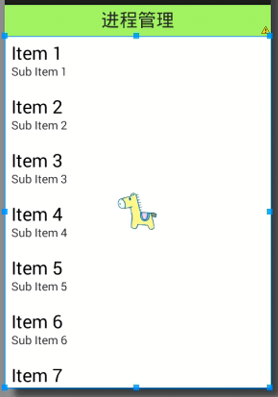 进程管理
Item 1
Sub Item 1
Item 2
Sub Item 2
Item 3
Sub Item 3
Item 4
Sub Item 4
Item 5
Sub Item 5
Item 6
Sub Item 6
Item 7